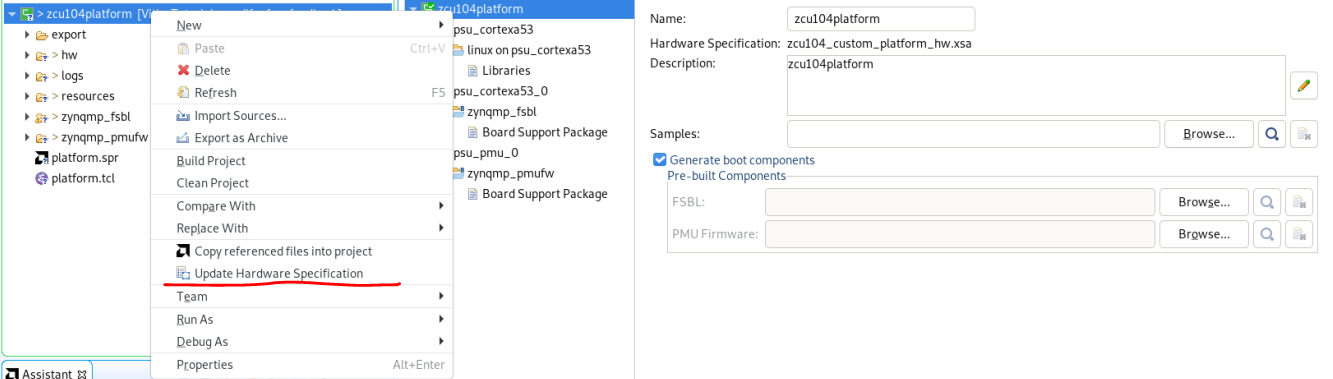 > zcu104platform
export
> hw
> logs
> resources
> zynqmp_fsbl
> zynqmp_pmufw
platform.spr
platform.tcl
Assistant
New
Paste Ctrl+V
Delete
Refresh F5
Import Sources...
Export as Archive
Build Project
Clean Project
Compare With
Replace With
Copy referenced files into project
Update Hardware Specification
Team
Run As
Debug As
Properties Alt+Enter
zcu104platform
psu_cortexa53
linux on psu_cortexa53
Libraries
psu_cortexa53_0
zynqmp_fsbl
Board Support Package
psu_pmu_0
zynqmp_pmufw
Board Support Package
Name: zcu104platform
Hardware Specification: zcu104_custom_platform_hw.xsa
Description: zcu104platform
Samples: Browse...
Generate boot components
Pre-built Components
FSBL: Browse...
PMU Firmware: Browse...